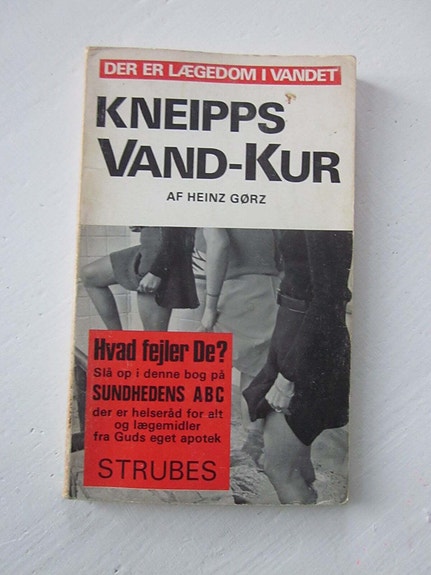 DER ER LÆGEDOM I VANDET
KNEIPPS
VAND-KUR
AF HEINZ GØRZ
Hvad fejler De?
Slå op i denne bog på
SUNDHEDENS ABC
der er helseråd for alt
og lægemidler
fra Guds eget apotek
STRUBES